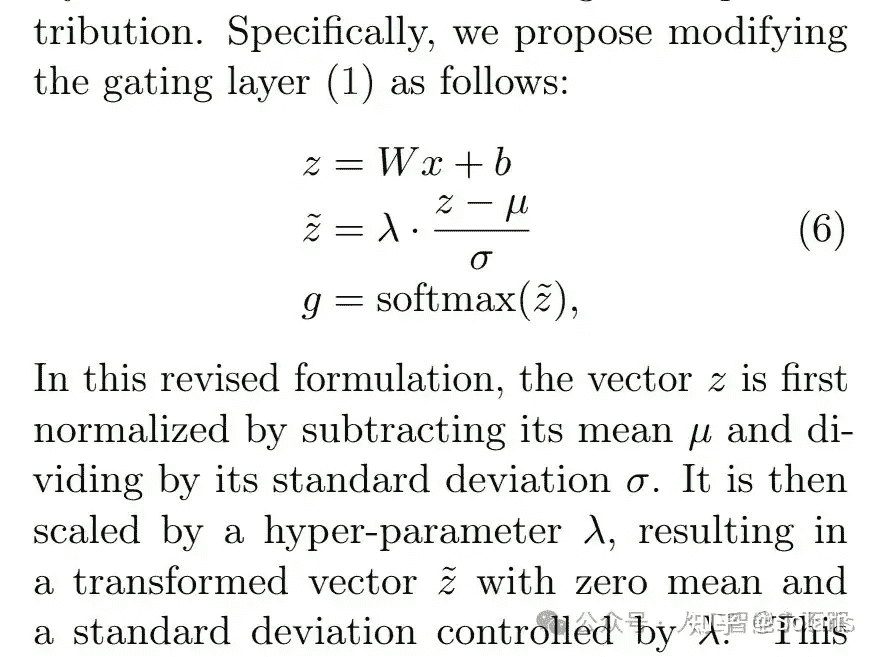 tribution. Specifically, we propose modifying
the gating layer (1) as follows:
z = Wx + b
z̃ = λ · (z − μ) / σ (6)
g = softmax(z̃),
In this revised formulation, the vector z is first
normalized by subtracting its mean μ and di-
viding by its standard deviation σ. It is then
scaled by a hyper-parameter λ, resulting in
a transformed vector z̃ with zero mean and
a standard deviation controlled by λ. This
公众号 · 知乎 @Solaris